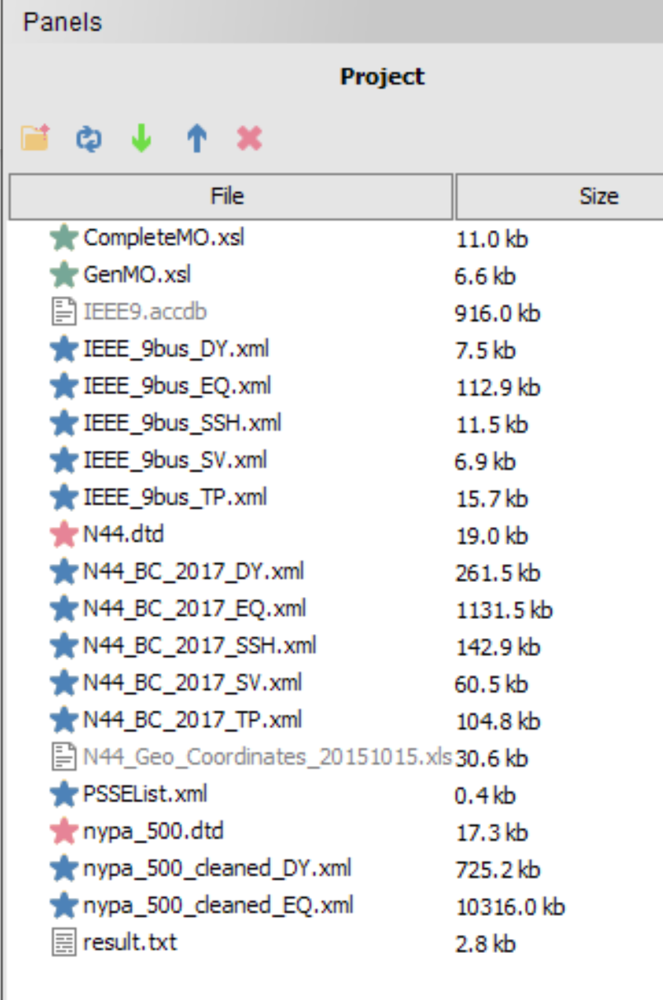 Panels
Project
File Size
CompleteMO.xsl 11.0 kb
GenMO.xsl 6.6 kb
IEEE9.accdb 916.0 kb
IEEE_9bus_DY.xml 7.5 kb
IEEE_9bus_EQ.xml 112.9 kb
IEEE_9bus_SSH.xml 11.5 kb
IEEE_9bus_SV.xml 6.9 kb
IEEE_9bus_TP.xml 15.7 kb
N44.dtd 19.0 kb
N44_BC_2017_DY.xml 261.5 kb
N44_BC_2017_EQ.xml 1131.5 kb
N44_BC_2017_SSH.xml 142.9 kb
N44_BC_2017_SV.xml 60.5 kb
N44_BC_2017_TP.xml 104.8 kb
N44_Geo_Coordinates_20151015.xls 30.6 kb
PSSEList.xml 0.4 kb
nypa_500.dtd 17.3 kb
nypa_500_cleaned_DY.xml 725.2 kb
nypa_500_cleaned_EQ.xml 10316.0 kb
result.txt 2.8 kb